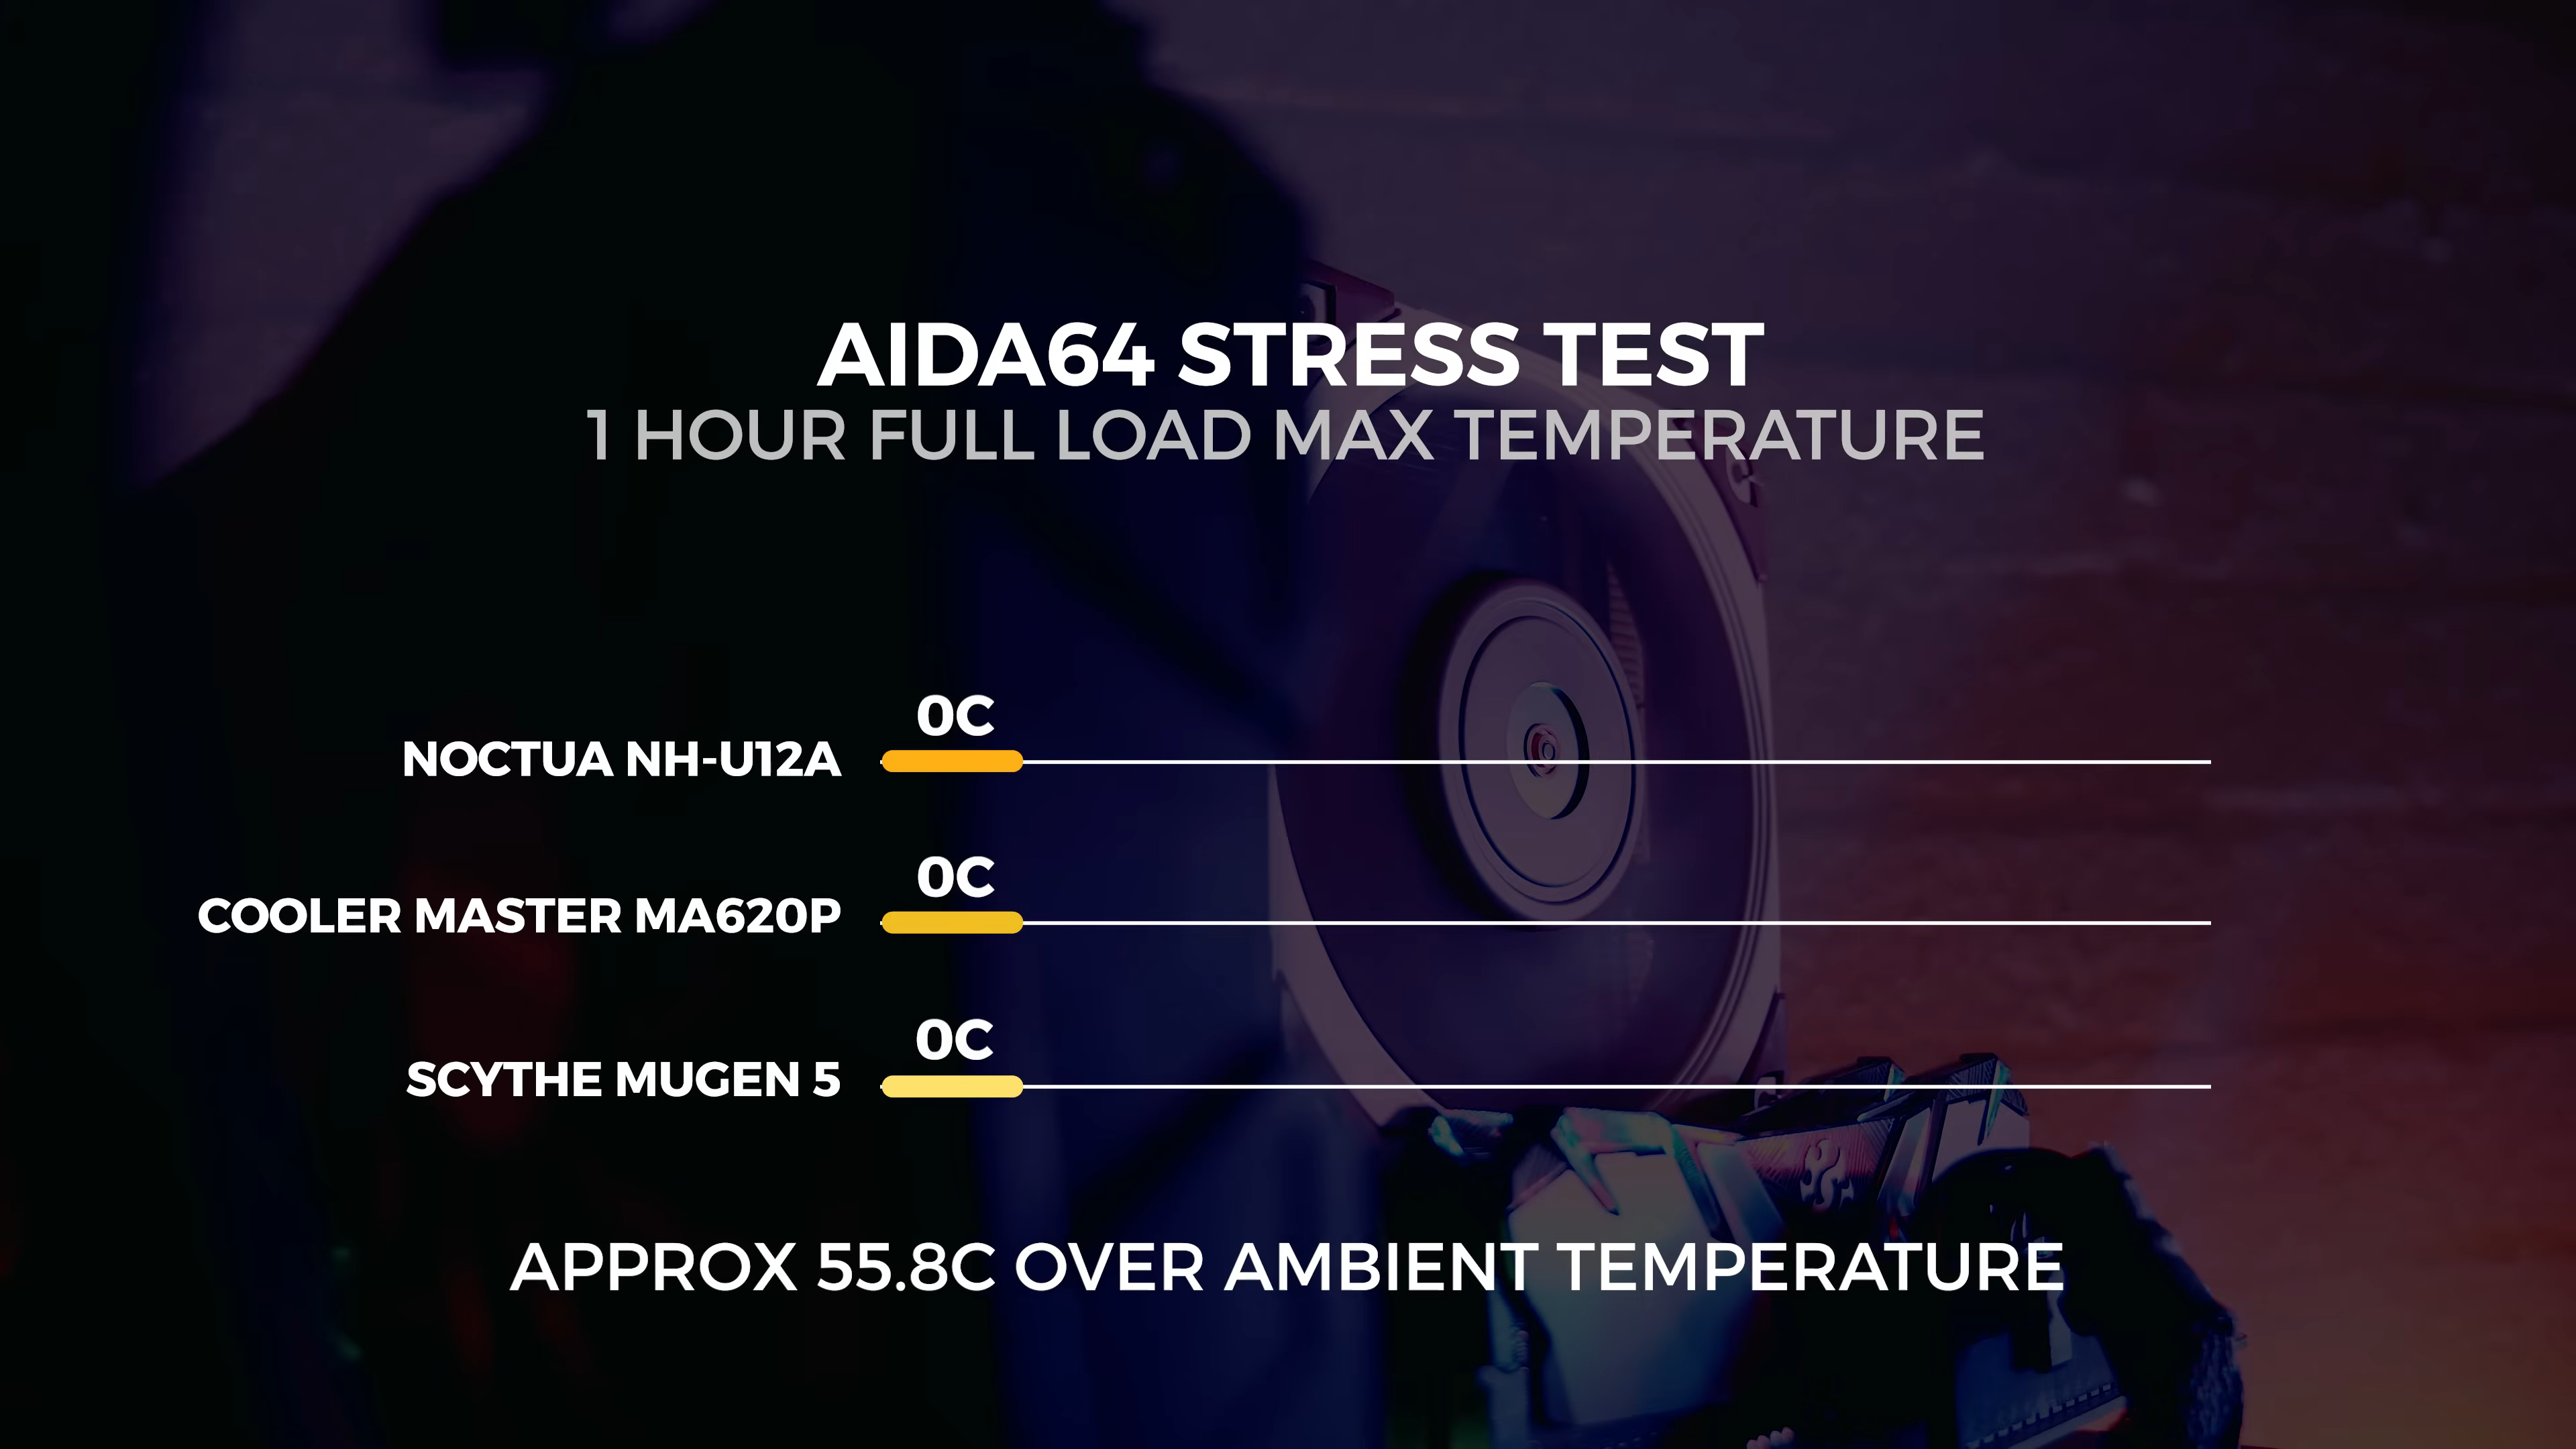 AIDA64 STRESS TEST
1 HOUR FULL LOAD MAX TEMPERATURE
0C
NOCTUA NH-U12A
0C
COOLER MASTER MA620P
0C
SCYTHE MUGEN 5
APPROX 55.8C OVER AMBIENT TEMPERATURE